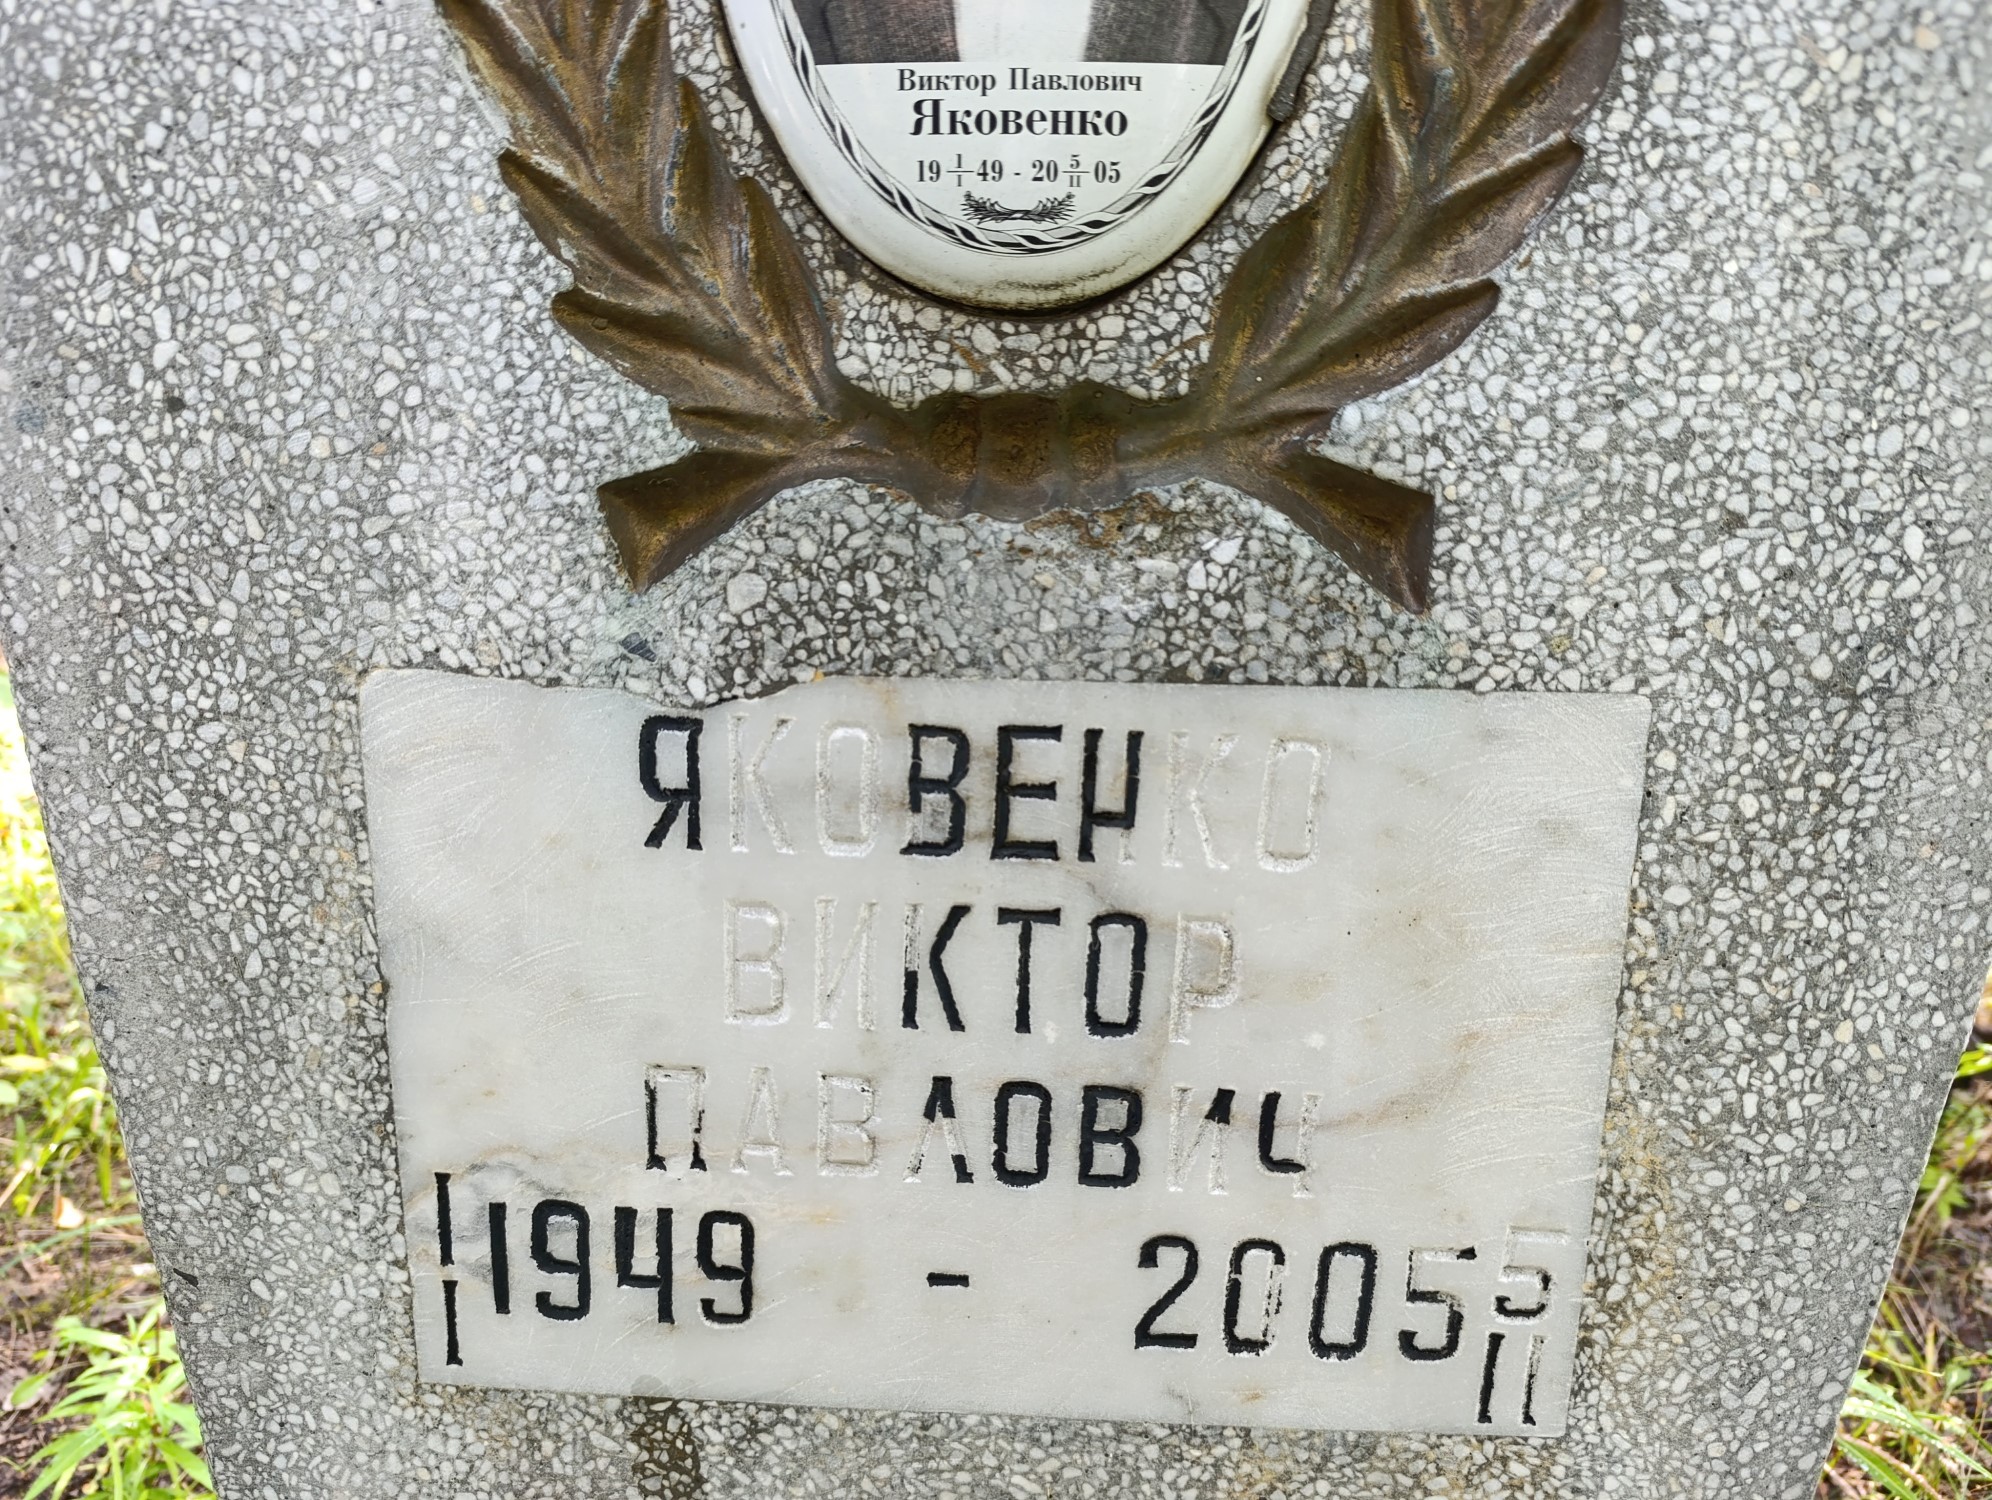 Виктор Павлович
Яковенко
19 1/I 49 - 20 5/II 05
ЯКОВЕНКО
ВИКТОР
ПАВЛОВИЧ
I/I 1949 - 2005 5/II